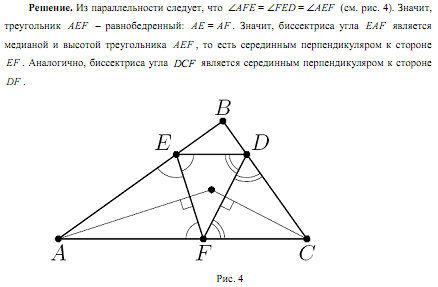 Решение. Из параллельности следует, что ∠AFE = ∠FED = ∠AEF (см. рис. 4). Значит,
треугольник AEF – равнобедренный: AE = AF. Значит, биссектриса угла EAF является
медианой и высотой треугольника AEF, то есть серединным перпендикуляром к стороне
EF. Аналогично, биссектриса угла DCF является серединным перпендикуляром к стороне
DF.
B
E D
A F C
Рис. 4